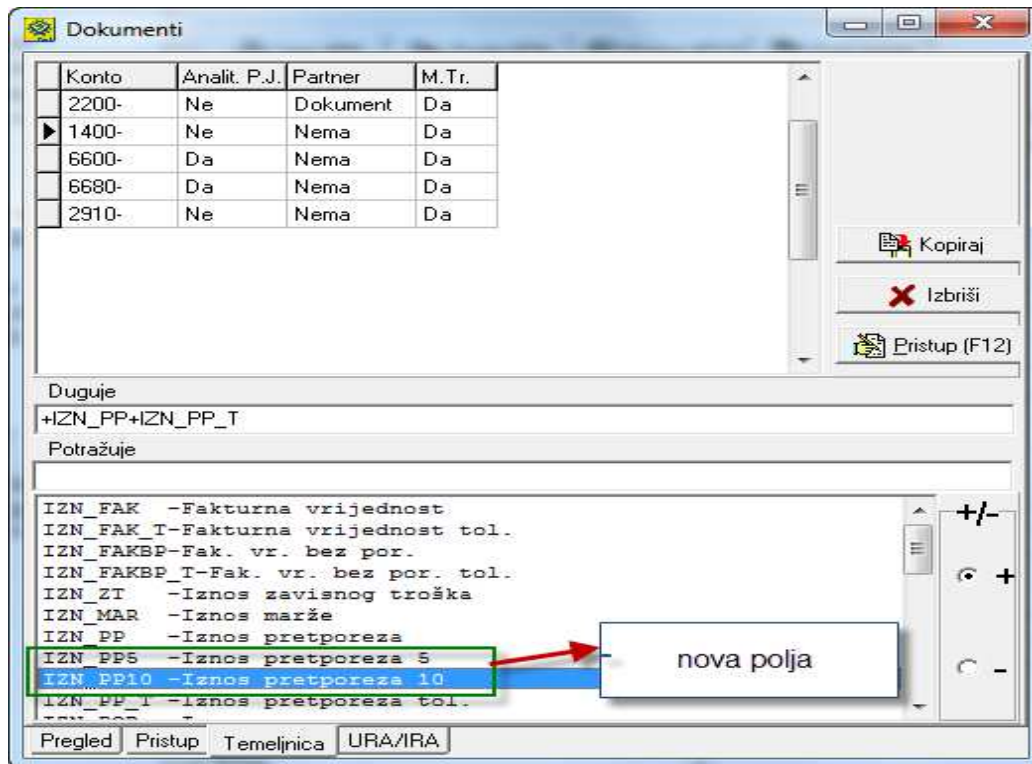 Dokumenti
Konto Analit. P.J. Partner M.Tr.
2200- Ne Dokument Da
1400- Ne Nema Da
6600- Da Nema Da
6680- Da Nema Da
2910- Ne Nema Da
Kopiraj
Izbriši
Pristup (F12)
Duguje
+IZN_PP+IZN_PP_T
Potražuje
IZN_FAK -Fakturna vrijednost
IZN_FAK_T-Fakturna vrijednost tol.
IZN_FAKBP-Fak. vr. bez por.
IZN_FAKBP_T-Fak. vr. bez por. tol.
IZN_ZT -Iznos zavisnog troška
IZN_MAR -Iznos marže
IZN_PP -Iznos pretporeza
IZN_PP5 -Iznos pretporeza 5
IZN_PP10 -Iznos pretporeza 10
IZN_PP_T -Iznos pretporeza tol.
+/-
+
-
nova polja
Pregled Pristup Temeljnica URA/IRA